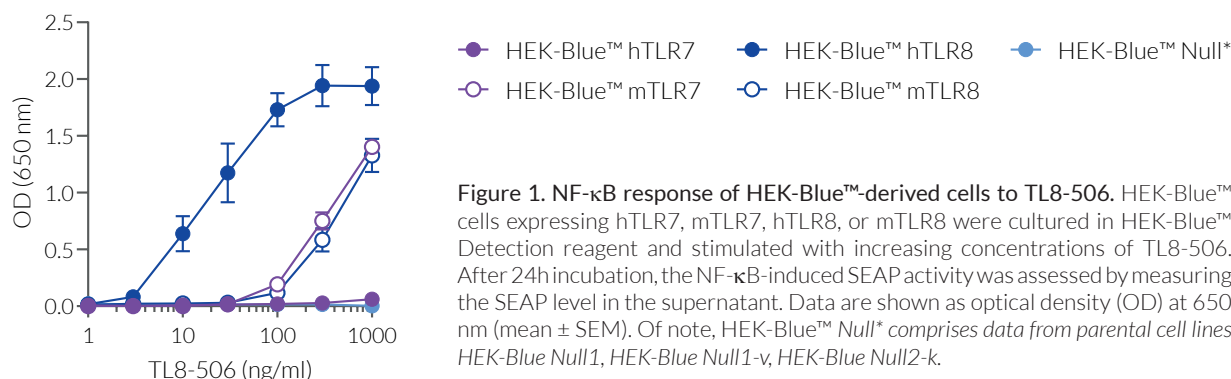 2.5
2.0
1.5
1.0
0.5
0.0
OD (650 nm)
1 10 100 1000
TL8-506 (ng/ml)
HEK-Blue™ hTLR7 HEK-Blue™ hTLR8 HEK-Blue™ Null*
HEK-Blue™ mTLR7 HEK-Blue™ mTLR8
Figure 1. NF-κB response of HEK-Blue™-derived cells to TL8-506. HEK-Blue™
cells expressing hTLR7, mTLR7, hTLR8, or mTLR8 were cultured in HEK-Blue™
Detection reagent and stimulated with increasing concentrations of TL8-506.
After 24h incubation, the NF-κB-induced SEAP activity was assessed by measuring
the SEAP level in the supernatant. Data are shown as optical density (OD) at 650
nm (mean ± SEM). Of note, HEK-Blue™ Null* comprises data from parental cell lines
HEK-Blue Null1, HEK-Blue Null1-v, HEK-Blue Null2-k.